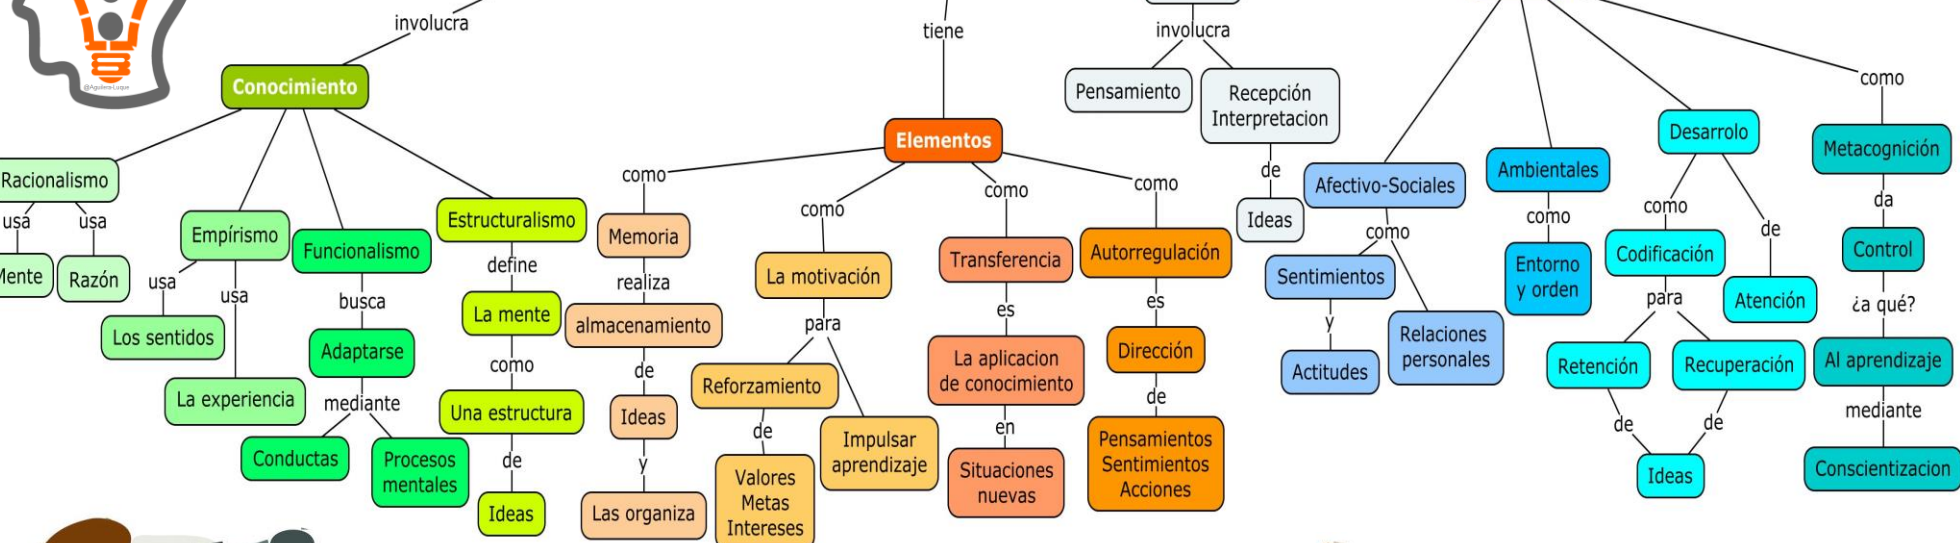 involucra
Conocimiento
Racionalismo
usa
usa
Mente
Razón
Empírismo
usa
usa
Los sentidos
La experiencia
Funcionalismo
busca
Adaptarse
mediante
Conductas
Procesos
mentales
Estructuralismo
define
La mente
como
Una estructura
de
Ideas
tiene
Elementos
como
Memoria
realiza
almacenamiento
de
Ideas
y
Las organiza
como
La motivación
para
Reforzamiento
de
Valores
Metas
Intereses
Impulsar
aprendizaje
como
Transferencia
es
La aplicacion
de conocimiento
en
Situaciones
nuevas
como
Autorregulación
es
Dirección
de
Pensamientos
Sentimientos
Acciones
involucra
Pensamiento
Recepción
Interpretacion
de
Ideas
Afectivo-Sociales
como
Sentimientos
y
Actitudes
Relaciones
personales
Ambientales
como
Entorno
y orden
Desarrolo
como
Codificación
para
Retención
Recuperación
de
de
Ideas
de
Atención
como
Metacognición
da
Control
¿a qué?
Al aprendizaje
mediante
Conscientizacion
@Aguilera-Luque